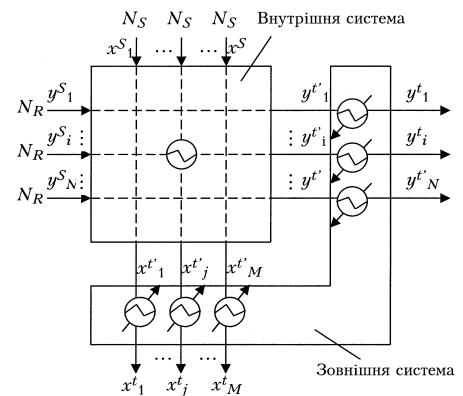 N_S N_S N_S Внутрішня система
x^S_1 ... ... x^S
N_R y^S_1 y^t'_1 y^t_1
N_R y^S_i ⋮ ⋮ y^t'_i y^t_i
N_R y^S_N ⋮ ⋮ y^t' y^t'_N
x^t'_1 x^t'_j x^t'_M
... ...
x^t_1 x^t_j x^t_M
Зовнішня система